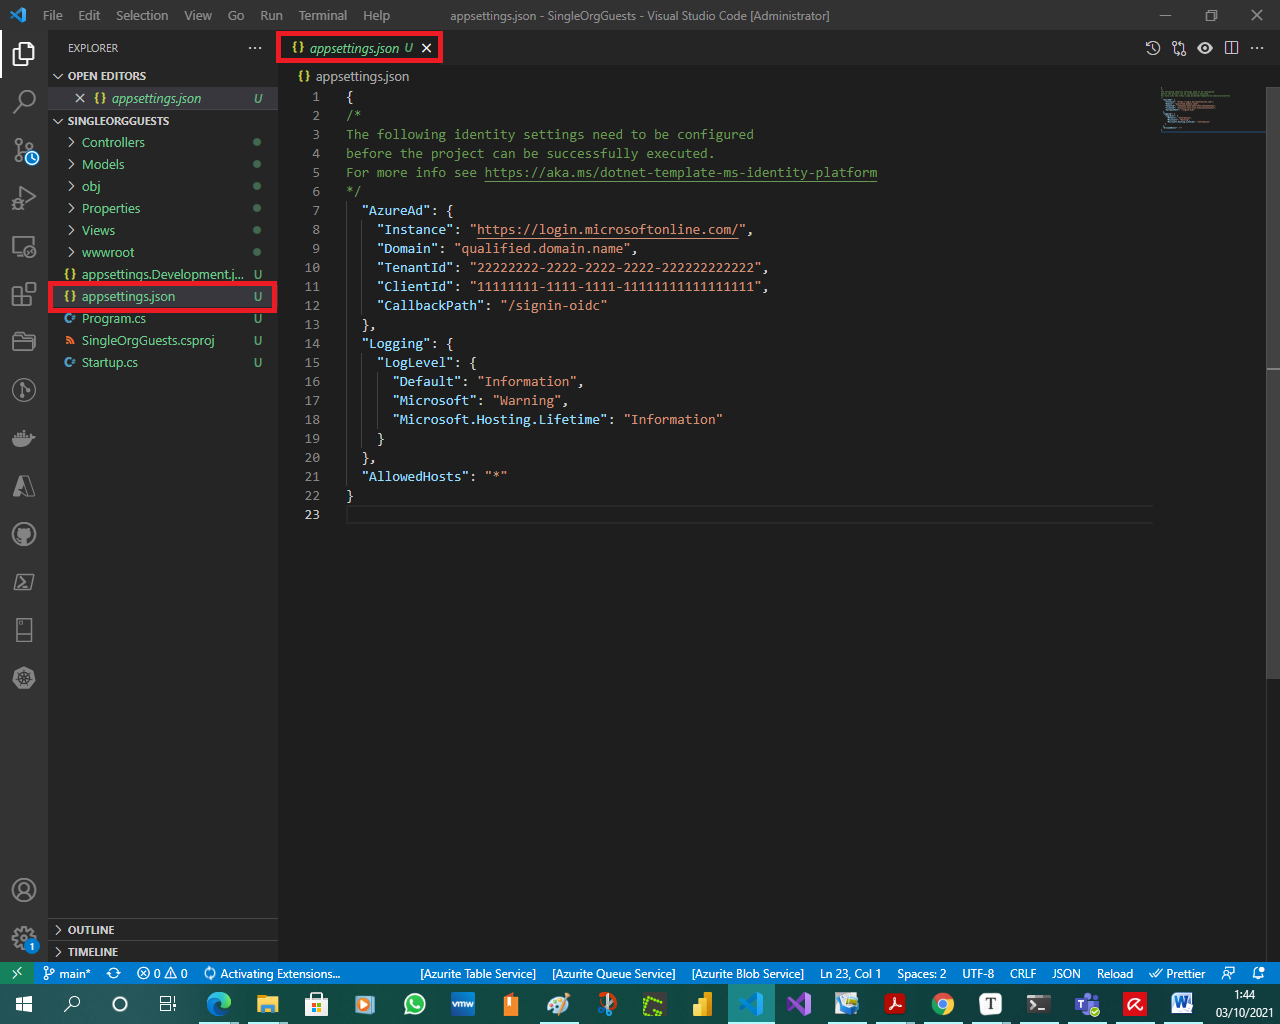 File Edit Selection View Go Run Terminal Help
appsettings.json - SingleOrgGuests - Visual Studio Code [Administrator]
EXPLORER
OPEN EDITORS
appsettings.json U
SINGLEORGGUESTS
Controllers
Models
obj
Properties
Views
wwwroot
appsettings.Development.j... U
appsettings.json U
Program.cs U
SingleOrgGuests.csproj U
Startup.cs U
OUTLINE
TIMELINE
appsettings.json U
appsettings.json
1 {
2 /*
3 The following identity settings need to be configured
4 before the project can be successfully executed.
5 For more info see https://aka.ms/dotnet-template-ms-identity-platform
6 */
7 "AzureAd": {
8 "Instance": "https://login.microsoftonline.com/",
9 "Domain": "qualified.domain.name",
10 "TenantId": "22222222-2222-2222-2222-222222222222",
11 "ClientId": "11111111-1111-1111-11111111111111111",
12 "CallbackPath": "/signin-oidc"
13 },
14 "Logging": {
15 "LogLevel": {
16 "Default": "Information",
17 "Microsoft": "Warning",
18 "Microsoft.Hosting.Lifetime": "Information"
19 }
20 },
21 "AllowedHosts": "*"
22 }
23
1
main* 0 0 Activating Extensions... [Azurite Table Service] [Azurite Queue Service] [Azurite Blob Service] Ln 23, Col 1 Spaces: 2 UTF-8 CRLF JSON Reload Prettier
vmw
T
1:44
03/10/2021